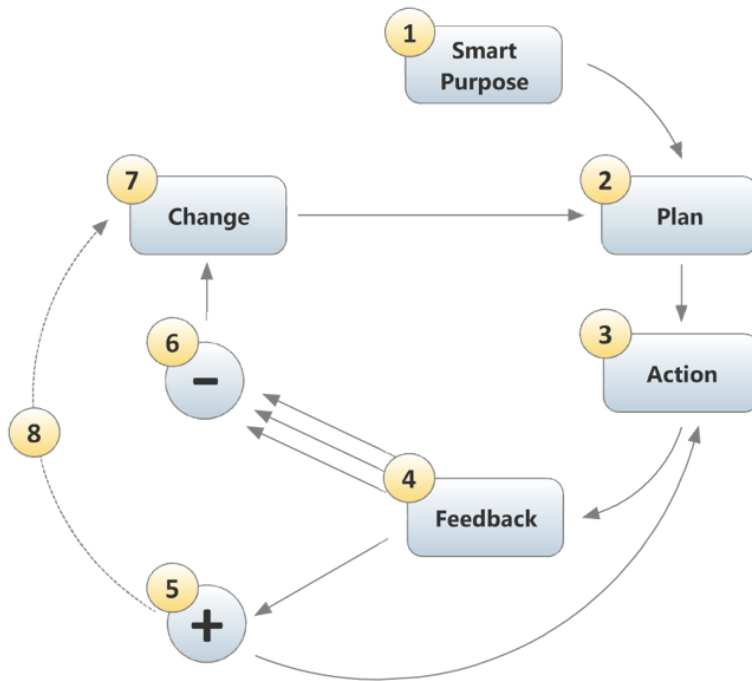 1
Smart
Purpose
7
Change
2
Plan
6
−
3
Action
8
4
Feedback
5
+